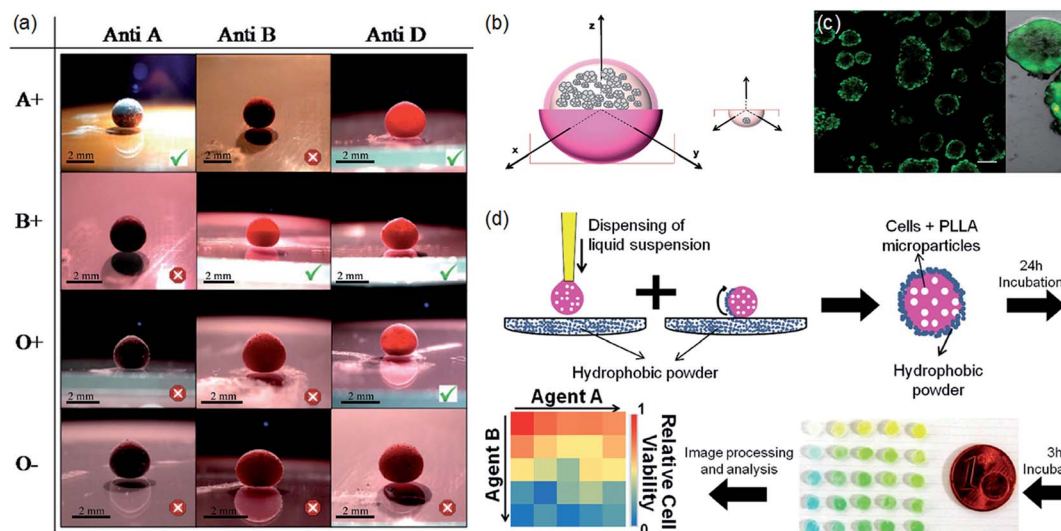 (a)
Anti A Anti B Anti D
A+
2 mm
2 mm
2 mm
B+
2 mm
2 mm
2 mm
O+
2 mm
2 mm
2 mm
O-
2 mm
2 mm
2 mm
(b)
z
x
y
(c)
(d)
Dispensing of
liquid suspension
Hydrophobic powder
Cells + PLLA
microparticles
Hydrophobic
powder
24h
Incubation
3h
Image processing
and analysis
Agent A
Agent B
1
0
Relative Cell
Viability
1